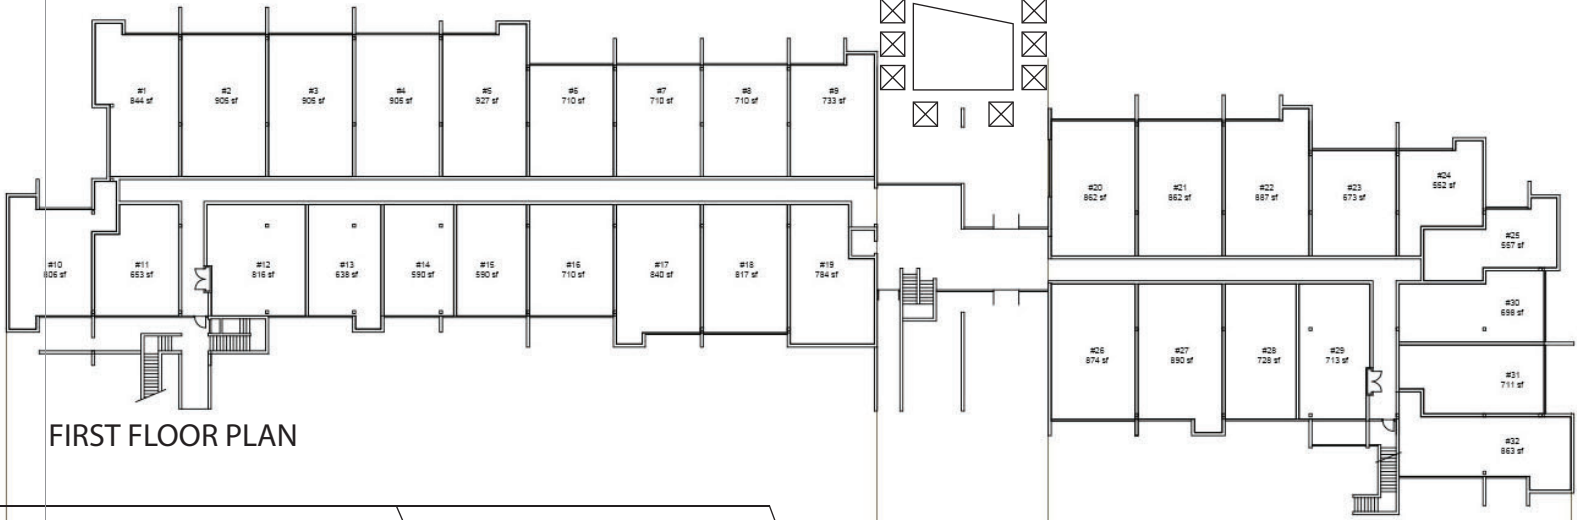 #1
844 sf
#2
905 sf
#3
905 sf
#4
905 sf
#5
927 sf
#6
710 sf
#7
710 sf
#8
710 sf
#9
733 sf
#10
806 sf
#11
653 sf
#12
816 sf
#13
638 sf
#14
590 sf
#15
590 sf
#16
710 sf
#17
840 sf
#18
817 sf
#19
784 sf
#20
862 sf
#21
862 sf
#22
887 sf
#23
673 sf
#24
552 sf
#25
557 sf
#26
874 sf
#27
890 sf
#28
728 sf
#29
713 sf
#30
698 sf
#31
711 sf
#32
863 sf
FIRST FLOOR PLAN